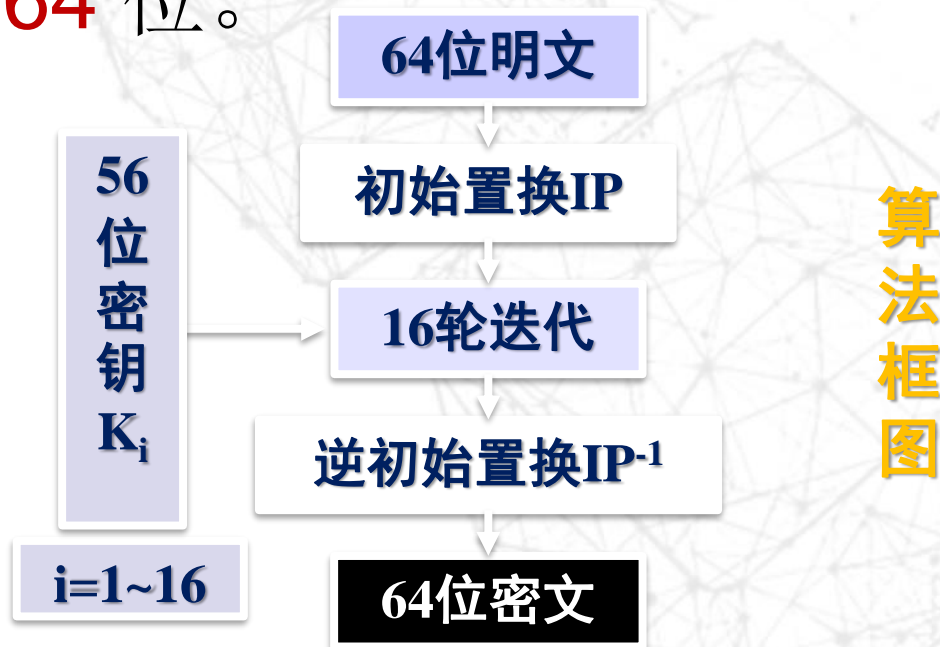 64 位。
64位明文
初始置换IP
56
位
密
钥
Kᵢ
16轮迭代
逆初始置换IP⁻¹
i=1~16
64位密文
算
法
框
图